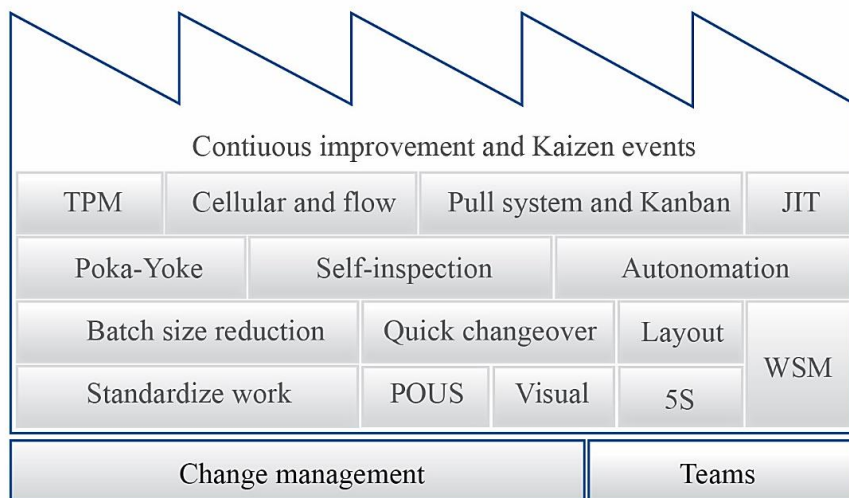 Contiuous improvement and Kaizen events
TPM Cellular and flow Pull system and Kanban JIT
Poka-Yoke Self-inspection Autonomation
Batch size reduction Quick changeover Layout
WSM
Standardize work POUS Visual 5S
Change management Teams